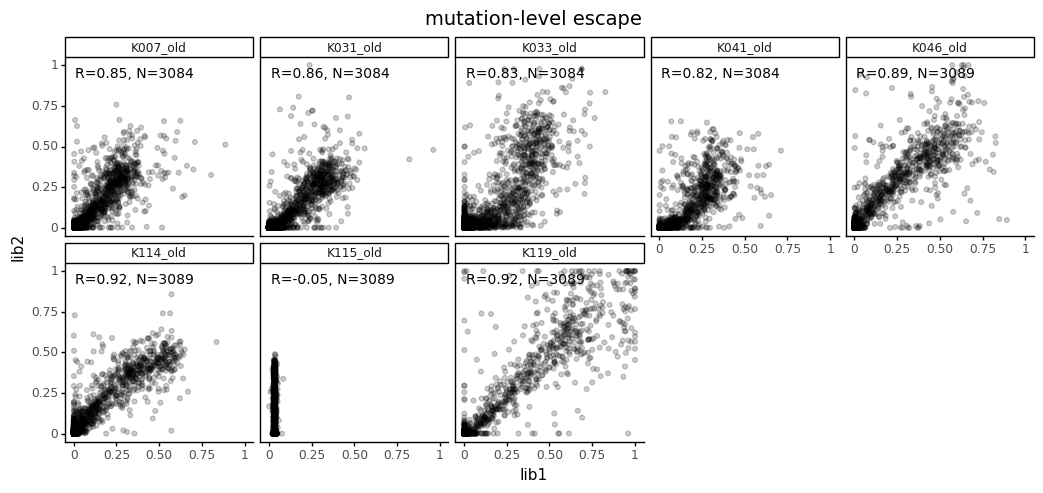 mutation-level escape
K007_old K031_old K033_old K041_old K046_old
R=0.85, N=3084 R=0.86, N=3084 R=0.83, N=3084 R=0.82, N=3084 R=0.89, N=3089
1
0.75
0.50
0.25
0
0 0.25 0.50 0.75 1 0 0.25 0.50 0.75 1
K114_old K115_old K119_old
R=0.92, N=3089 R=-0.05, N=3089 R=0.92, N=3089
1
0.75
0.50
0.25
0
0 0.25 0.50 0.75 1 0 0.25 0.50 0.75 1 0 0.25 0.50 0.75 1
lib2
lib1